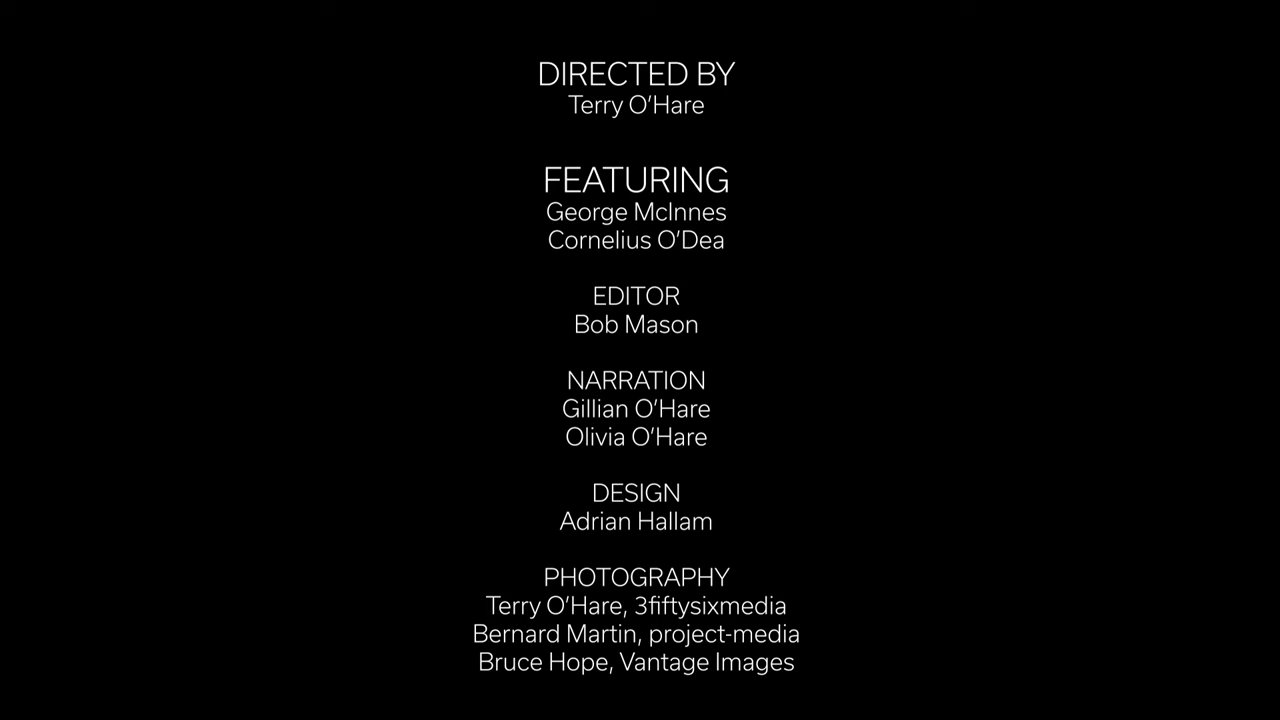 DIRECTED BY
Terry O’Hare
FEATURING
George McInnes
Cornelius O’Dea
EDITOR
Bob Mason
NARRATION
Gillian O’Hare
Olivia O’Hare
DESIGN
Adrian Hallam
PHOTOGRAPHY
Terry O’Hare, 3fiftysixmedia
Bernard Martin, project-media
Bruce Hope, Vantage Images